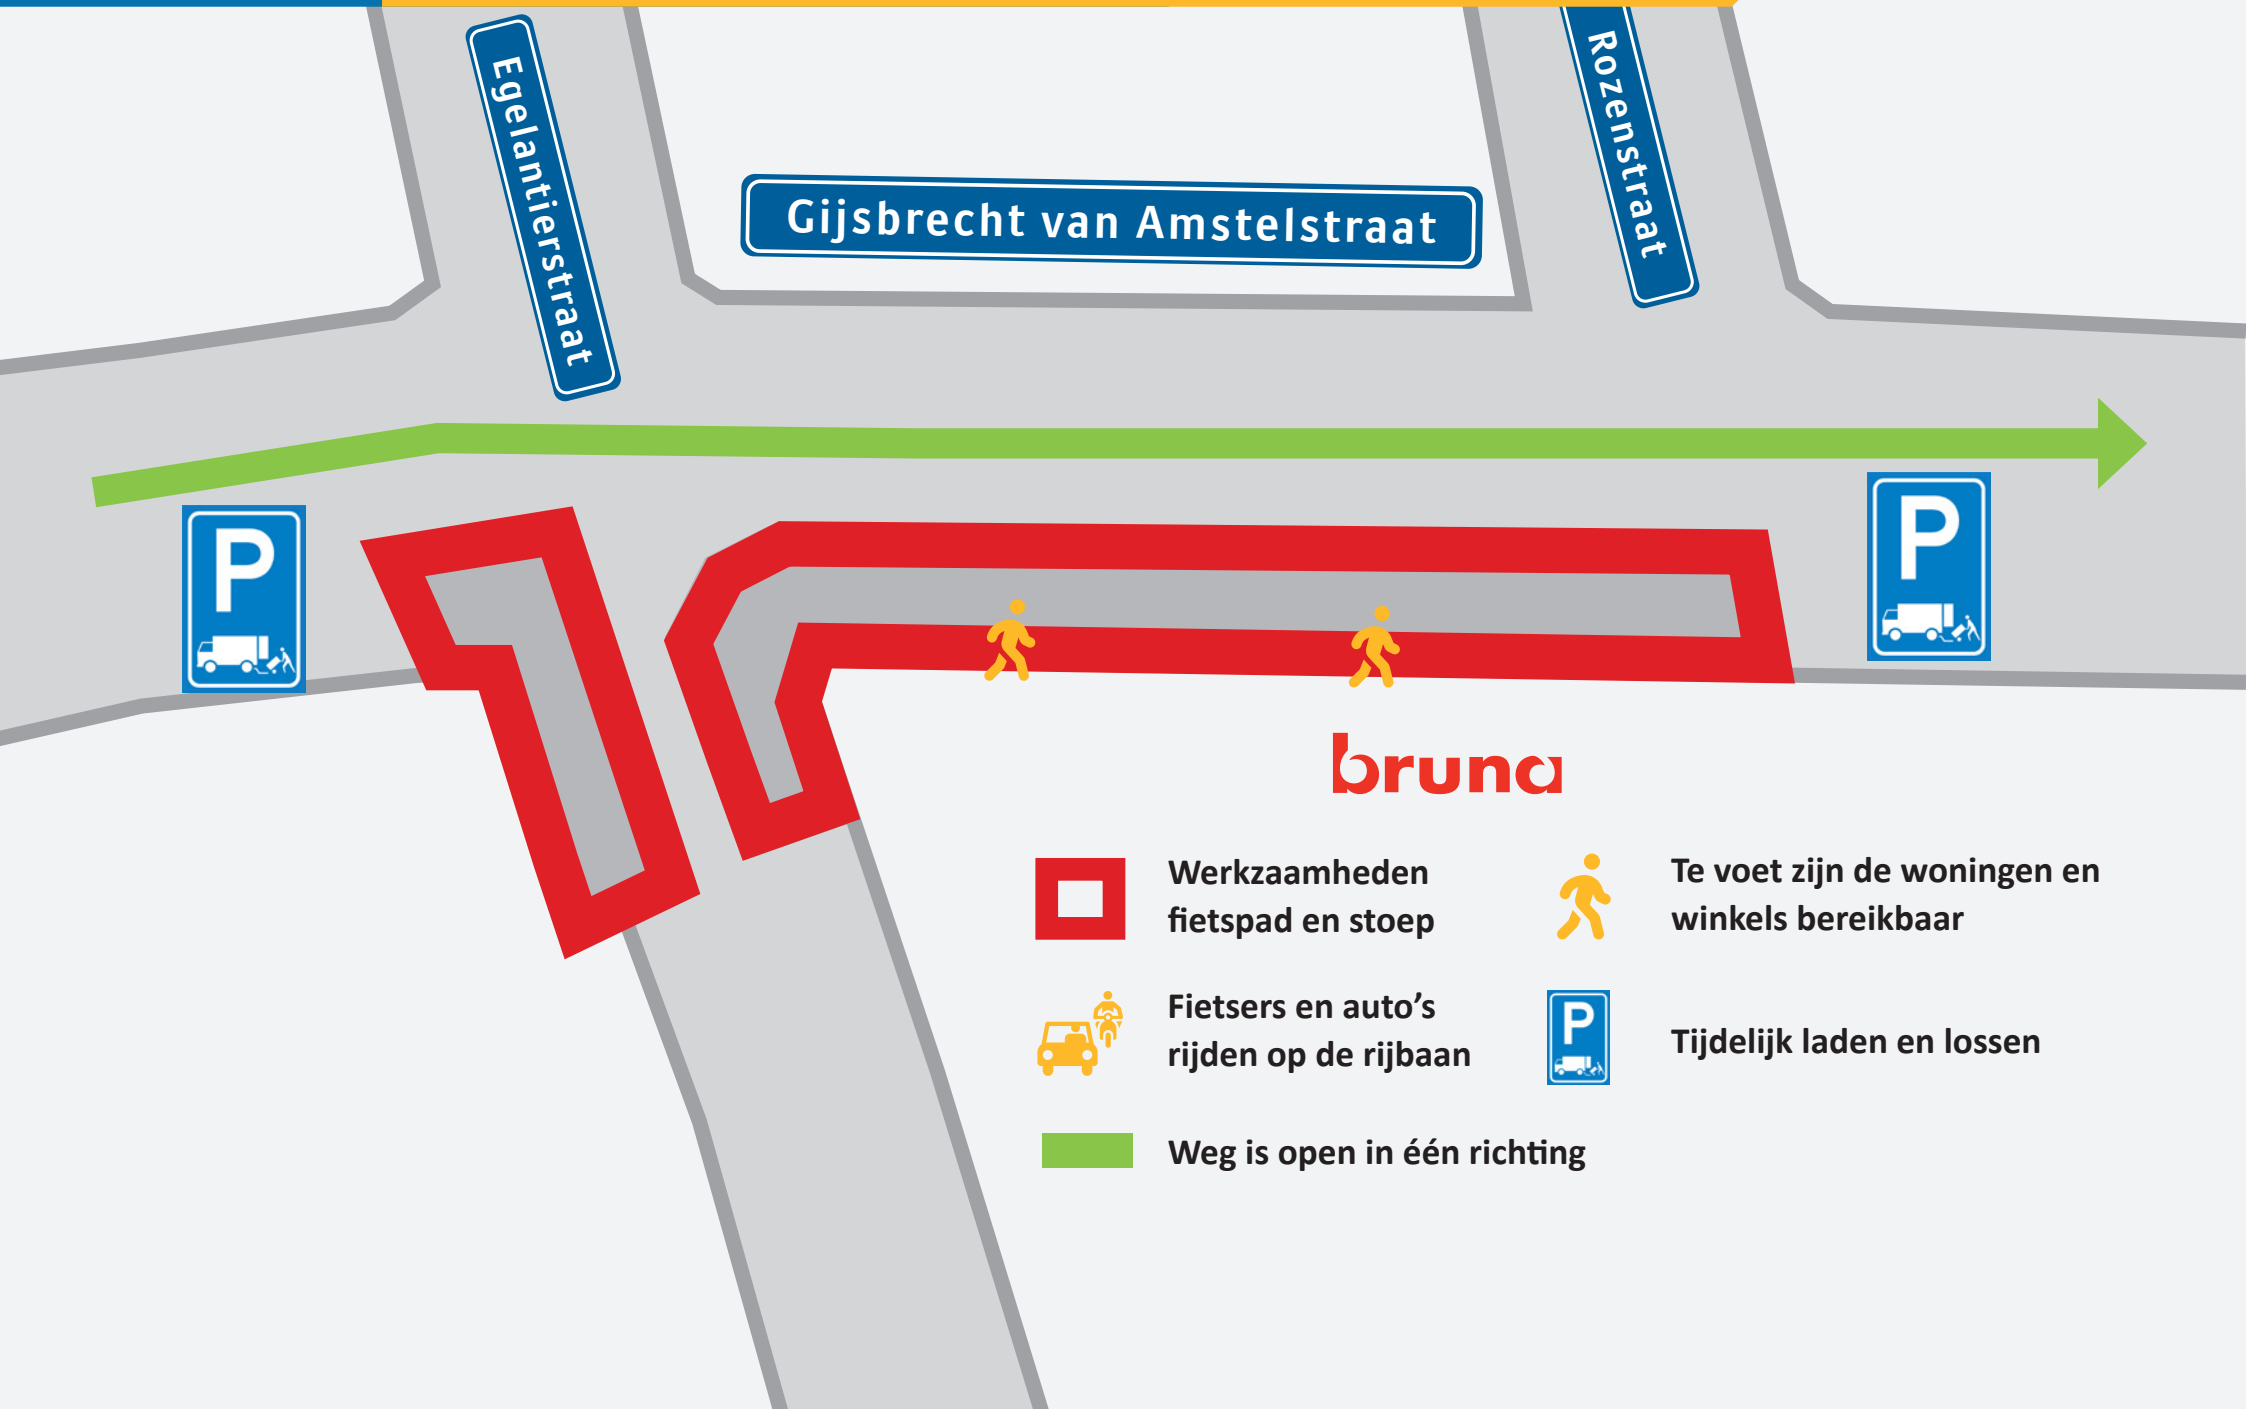 Egelantierstraat
Gijsbrecht van Amstelstraat
Rozenstraat
P
P
bruna
Werkzaamheden
fietspad en stoep
Te voet zijn de woningen en
winkels bereikbaar
Fietsers en auto’s
rijden op de rijbaan
P
Tijdelijk laden en lossen
Weg is open in één richting